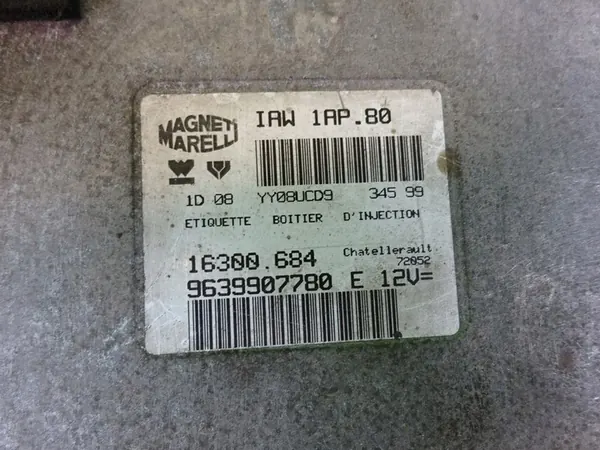 MAGNETI
MARELLI
IAW 1AP.80
1D 08 YY08UCD9 345 99
ETIQUETTE BOITIER D'INJECTION
16300.684 Chatellerault
72052
9639907780 E 12V=